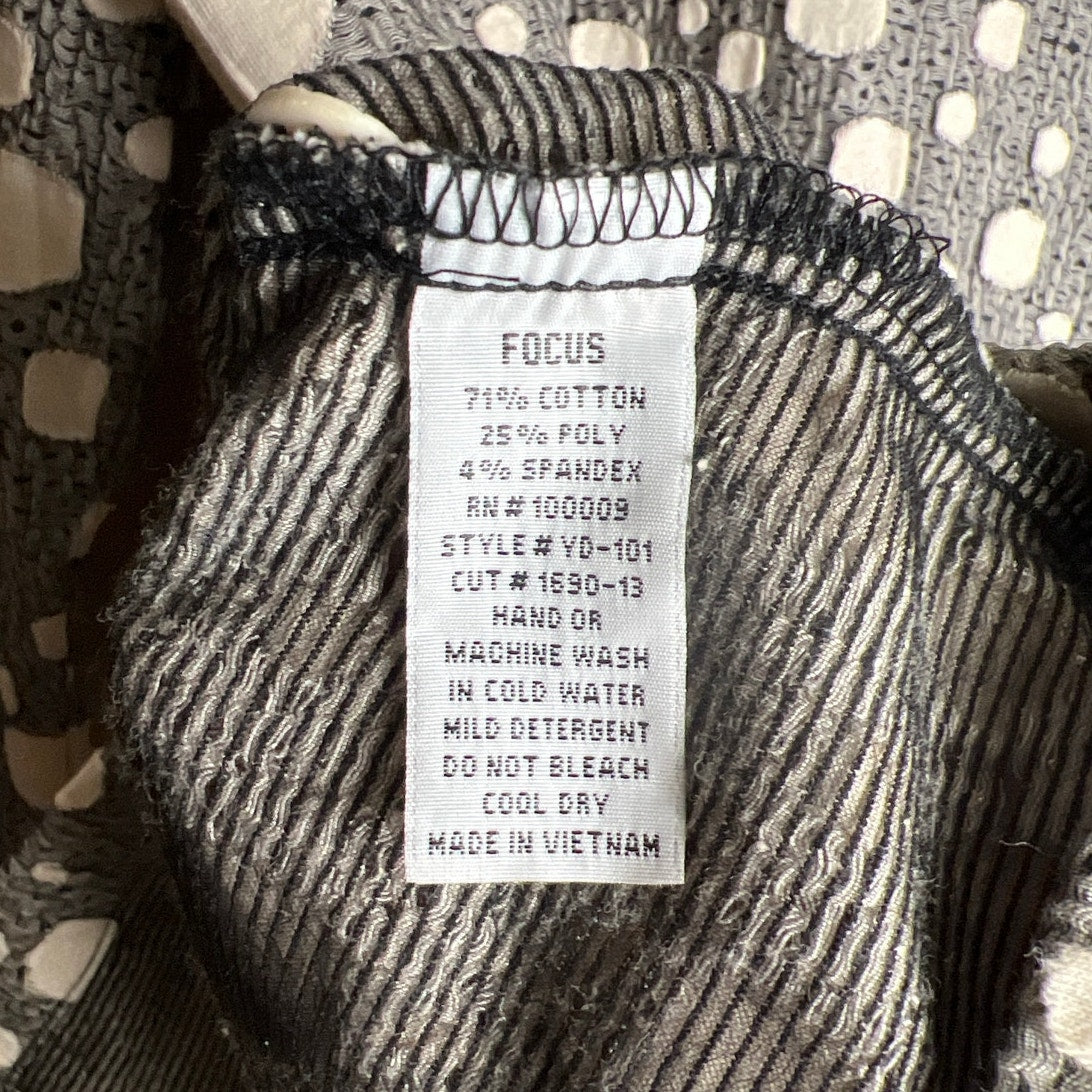 FOCUS
71% COTTON
25% POLY
4% SPANDEX
RN # 100009
STYLE # YD-101
CUT # 1690-13
HAND OR
MACHINE WASH
IN COLD WATER
MILD DETERGENT
DO NOT BLEACH
COOL DRY
MADE IN VIETNAM